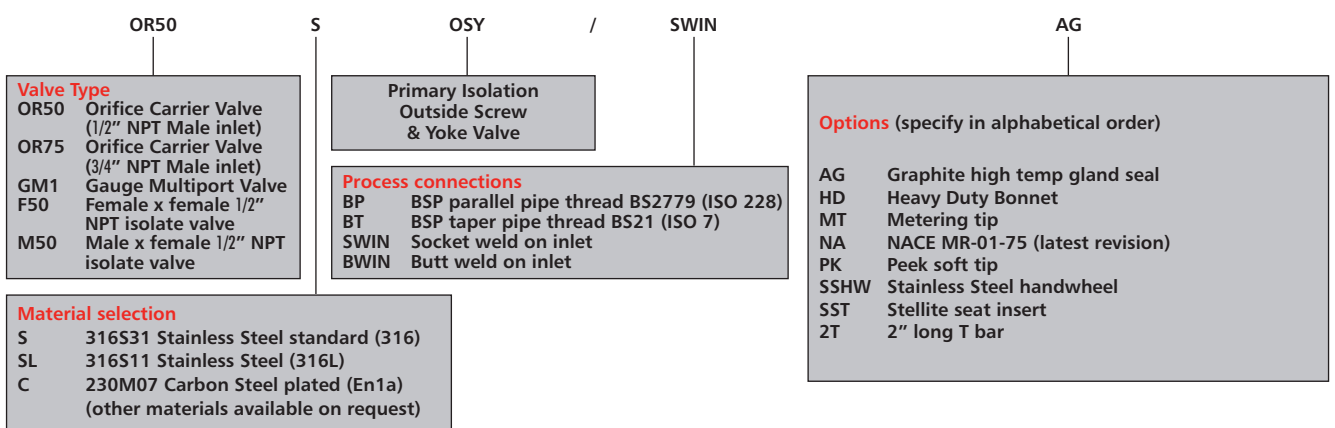 OR50 S OSY / SWIN AG
Valve Type
OR50 Orifice Carrier Valve
(1/2" NPT Male inlet)
OR75 Orifice Carrier Valve
(3/4" NPT Male inlet)
GM1 Gauge Multiport Valve
F50 Female x female 1/2"
NPT isolate valve
M50 Male x female 1/2" NPT
isolate valve
Primary Isolation
Outside Screw
& Yoke Valve
Process connections
BP BSP parallel pipe thread BS2779 (ISO 228)
BT BSP taper pipe thread BS21 (ISO 7)
SWIN Socket weld on inlet
BWIN Butt weld on inlet
Material selection
S 316S31 Stainless Steel standard (316)
SL 316S11 Stainless Steel (316L)
C 230M07 Carbon Steel plated (En1a)
(other materials available on request)
Options (specify in alphabetical order)
AG Graphite high temp gland seal
HD Heavy Duty Bonnet
MT Metering tip
NA NACE MR-01-75 (latest revision)
PK Peek soft tip
SSHW Stainless Steel handwheel
SST Stellite seat insert
2T 2" long T bar